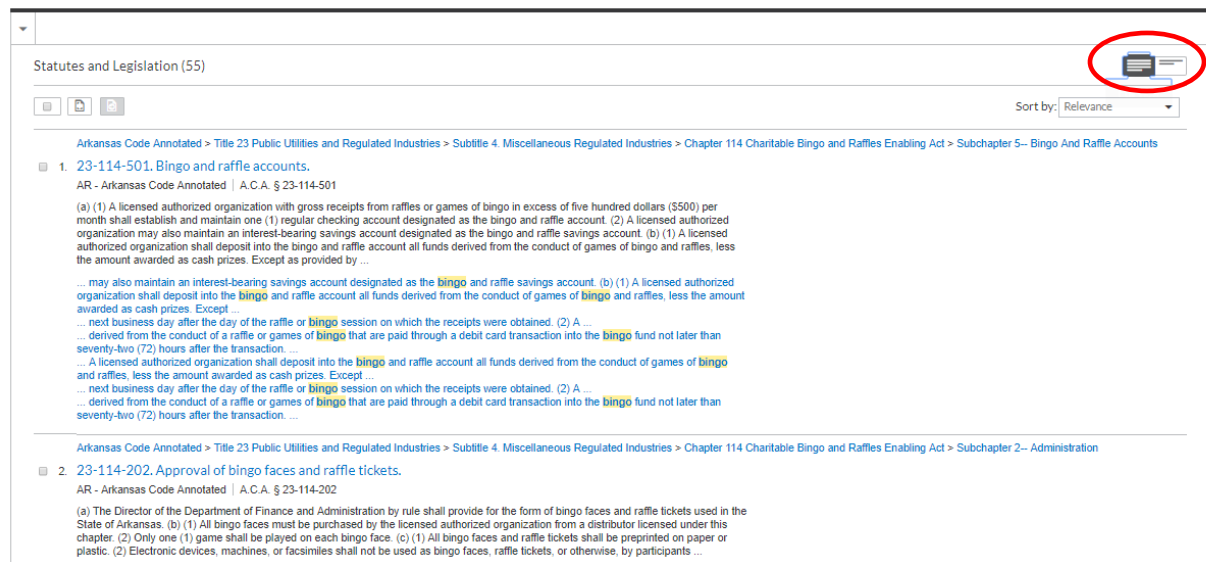 Statutes and Legislation (55)
Sort by: Relevance
Arkansas Code Annotated > Title 23 Public Utilities and Regulated Industries > Subtitle 4. Miscellaneous Regulated Industries > Chapter 114 Charitable Bingo and Raffles Enabling Act > Subchapter 5-- Bingo And Raffle Accounts
1. 23-114-501. Bingo and raffle accounts.
AR - Arkansas Code Annotated | A.C.A. § 23-114-501
(a) (1) A licensed authorized organization with gross receipts from raffles or games of bingo in excess of five hundred dollars ($500) per
month shall establish and maintain one (1) regular checking account designated as the bingo and raffle account. (2) A licensed authorized
organization may also maintain an interest-bearing savings account designated as the bingo and raffle savings account. (b) (1) A licensed
authorized organization shall deposit into the bingo and raffle account all funds derived from the conduct of games of bingo and raffles, less
the amount awarded as cash prizes. Except as provided by ...
... may also maintain an interest-bearing savings account designated as the bingo and raffle savings account. (b) (1) A licensed authorized
organization shall deposit into the bingo and raffle account all funds derived from the conduct of games of bingo and raffles, less the amount
awarded as cash prizes. Except ...
... next business day after the day of the raffle or bingo session on which the receipts were obtained. (2) A ...
... derived from the conduct of a raffle or games of bingo that are paid through a debit card transaction into the bingo fund not later than
seventy-two (72) hours after the transaction. ...
... A licensed authorized organization shall deposit into the bingo and raffle account all funds derived from the conduct of games of bingo
and raffles, less the amount awarded as cash prizes. Except ...
... next business day after the day of the raffle or bingo session on which the receipts were obtained. (2) A ...
... derived from the conduct of a raffle or games of bingo that are paid through a debit card transaction into the bingo fund not later than
seventy-two (72) hours after the transaction. ...
Arkansas Code Annotated > Title 23 Public Utilities and Regulated Industries > Subtitle 4. Miscellaneous Regulated Industries > Chapter 114 Charitable Bingo and Raffles Enabling Act > Subchapter 2-- Administration
2. 23-114-202. Approval of bingo faces and raffle tickets.
AR - Arkansas Code Annotated | A.C.A. § 23-114-202
(a) The Director of the Department of Finance and Administration by rule shall provide for the form of bingo faces and raffle tickets used in the
State of Arkansas. (b) (1) All bingo faces must be purchased by the licensed authorized organization from a distributor licensed under this
chapter. (2) Only one (1) game shall be played on each bingo face. (c) (1) All bingo faces and raffle tickets shall be preprinted on paper or
plastic. (2) Electronic devices, machines, or facsimiles shall not be used as bingo faces, raffle tickets, or otherwise, by participants ...